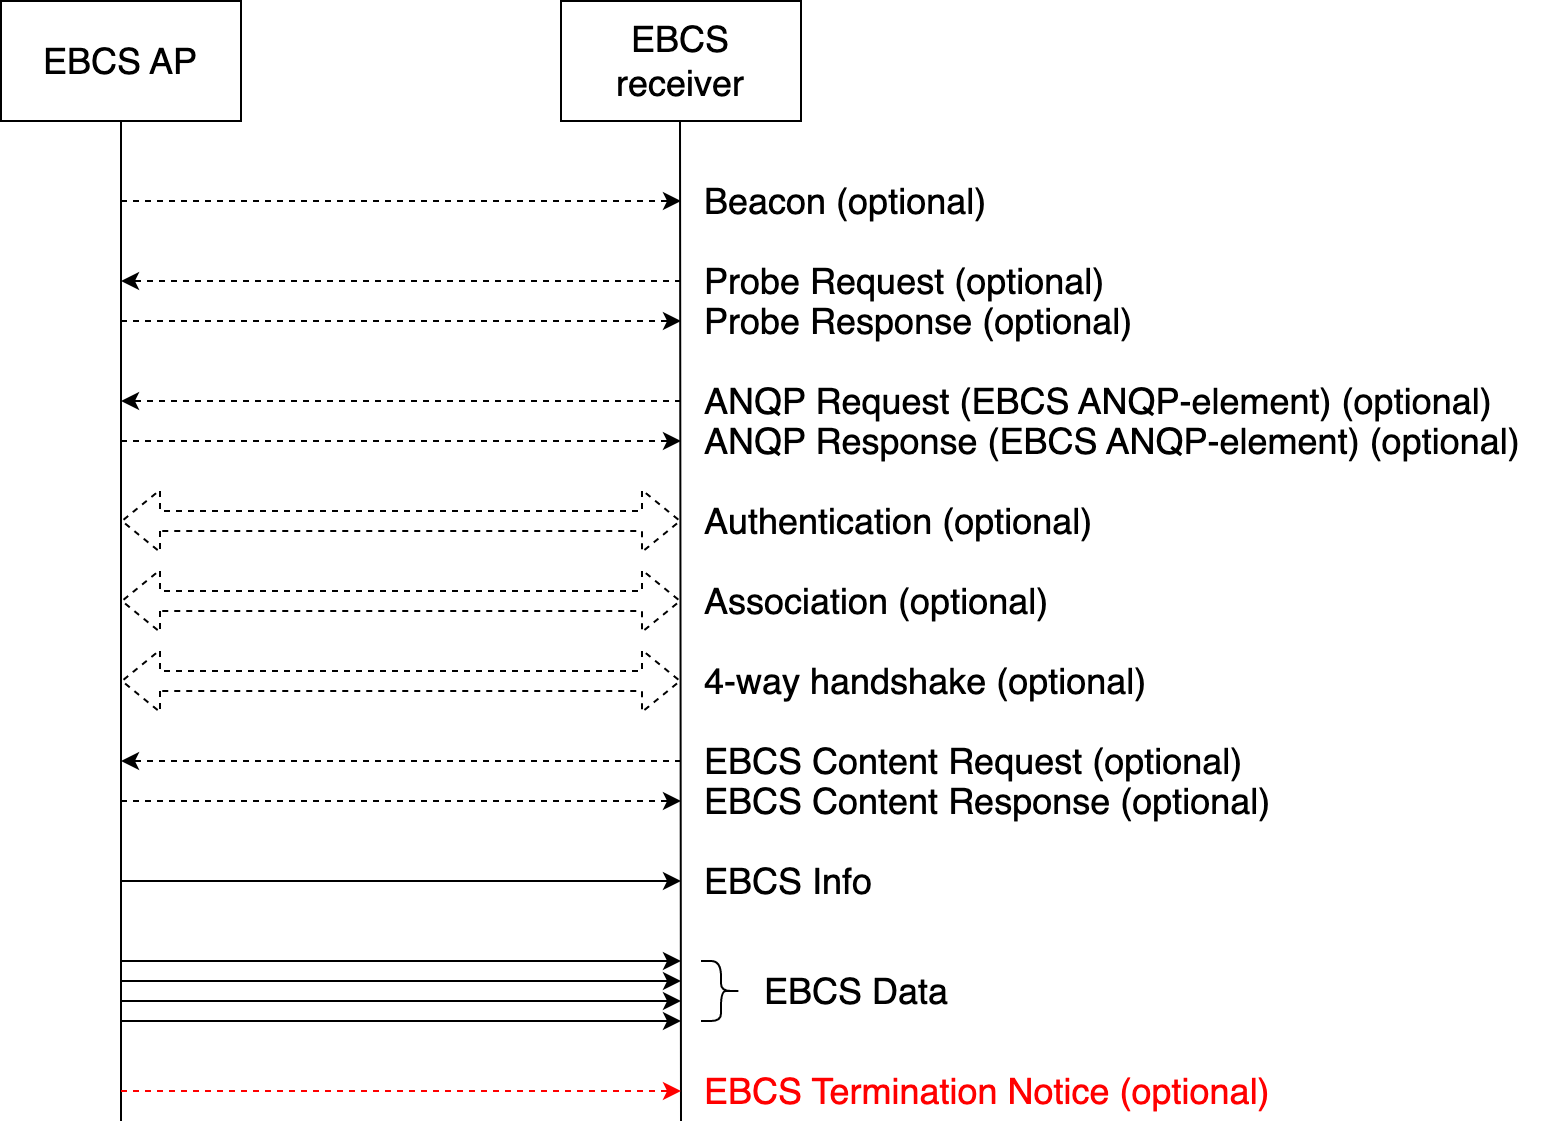 EBCS AP
EBCS
receiver
Beacon (optional)
Probe Request (optional)
Probe Response (optional)
ANQP Request (EBCS ANQP-element) (optional)
ANQP Response (EBCS ANQP-element) (optional)
Authentication (optional)
Association (optional)
4-way handshake (optional)
EBCS Content Request (optional)
EBCS Content Response (optional)
EBCS Info
EBCS Data
EBCS Termination Notice (optional)